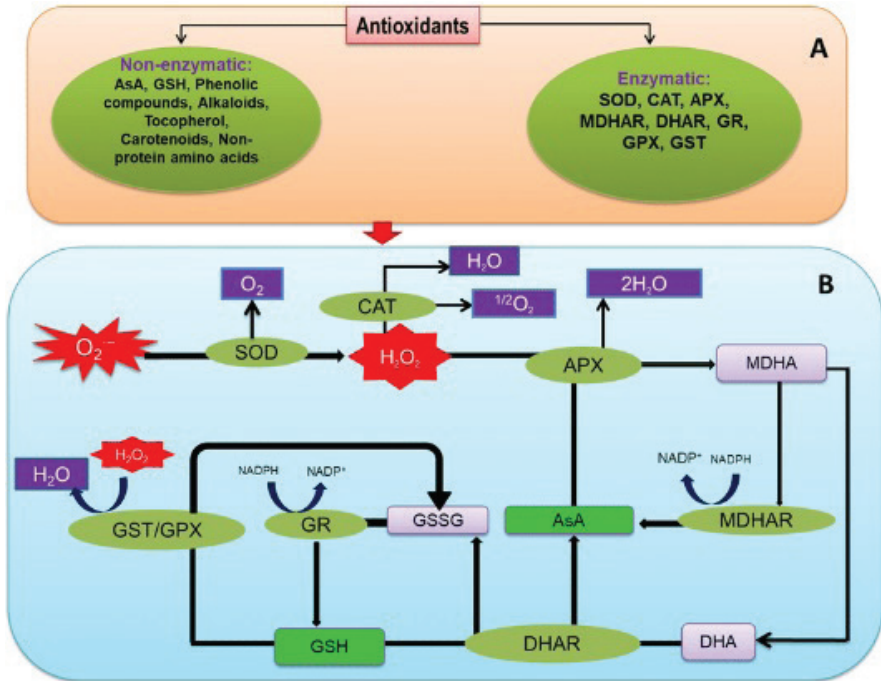 Antioxidants
A
Non-enzymatic:
AsA, GSH, Phenolic
compounds, Alkaloids,
Tocopherol,
Carotenoids, Non-
protein amino acids
Enzymatic:
SOD, CAT, APX,
MDHAR, DHAR, GR,
GPX, GST
B
H₂O
O₂
CAT
1/2O₂
2H₂O
O₂˙⁻
SOD
H₂O₂
APX
MDHA
H₂O
H₂O₂
NADPH
NADP⁺
NADP⁺
NADPH
GST/GPX
GR
GSSG
AsA
MDHAR
GSH
DHAR
DHA